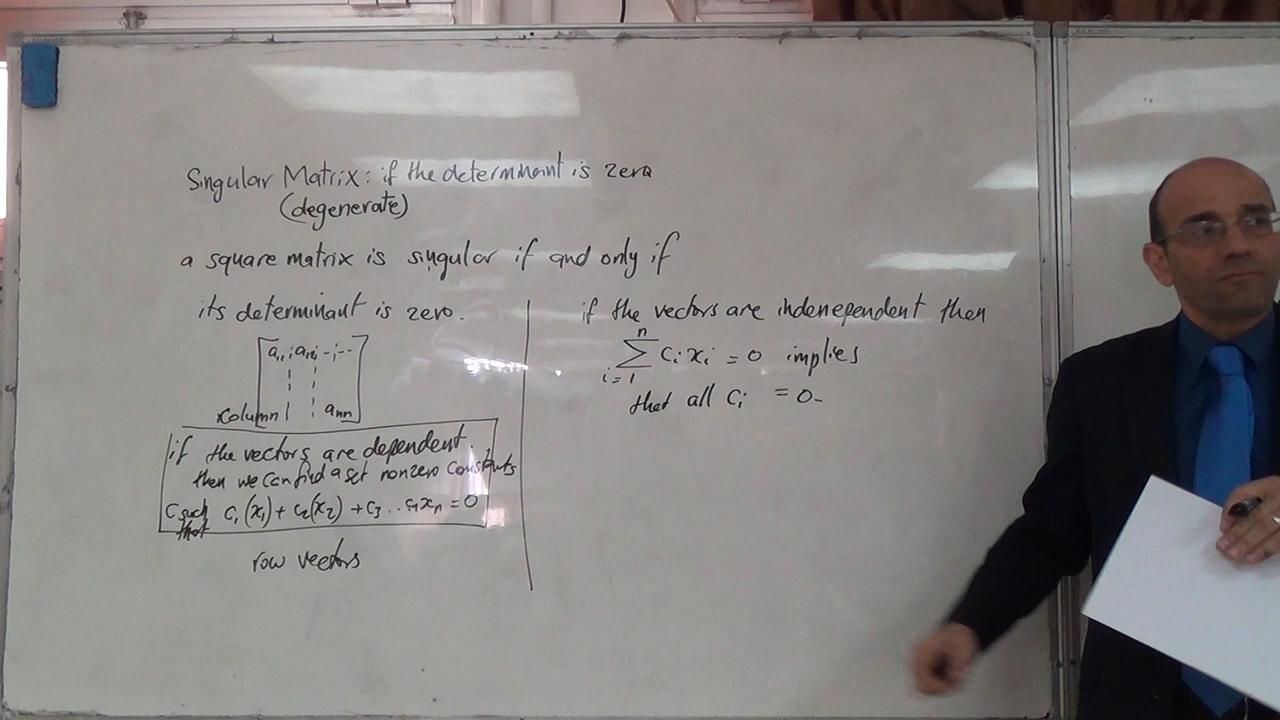 Singular Matrix: if the determinant is zero
(degenerate)
a square matrix is singular if and only if
its determinant is zero.
a11 a12 - - - -
column ann
if the vectors are dependent.
then we can find a set nonzero constants
C such c1(x1) + c2(x2) + c3 .. cnxn = 0
that
row vectors
if the vectors are indenependent then
n
∑ ci xi = 0 implies
i = 1
that all ci = 0-